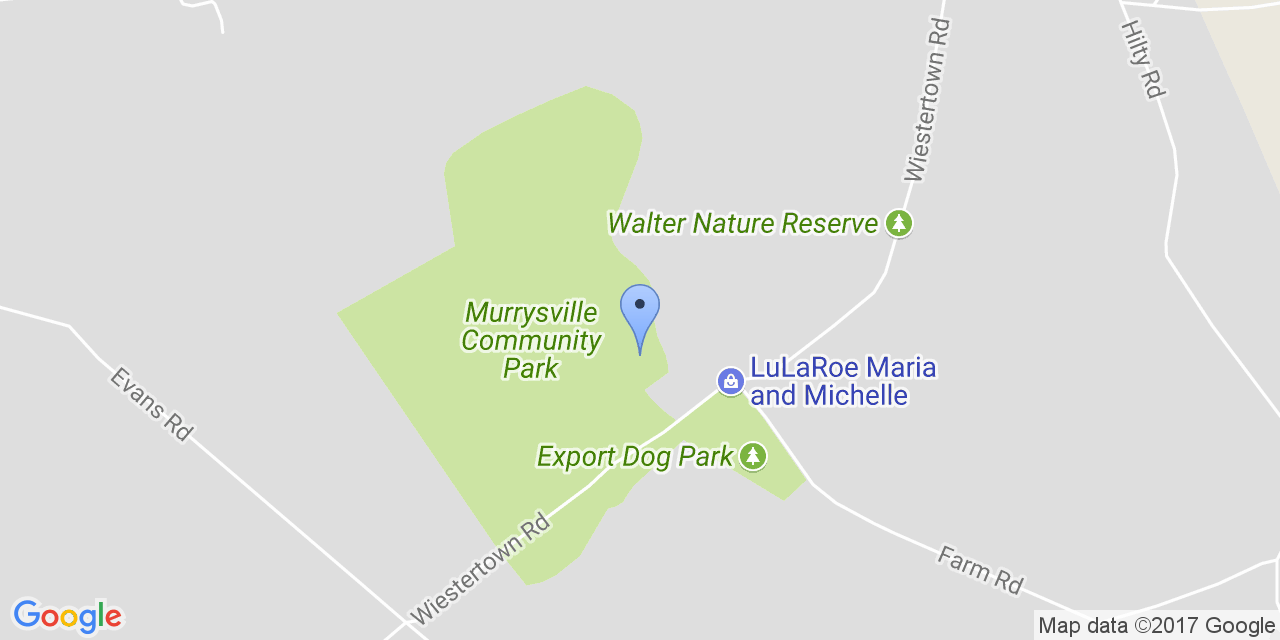 Hilty Rd
Wiestertown Rd
Walter Nature Reserve
Murrysville
Community
Park
LuLaRoe Maria
and Michelle
Evans Rd
Export Dog Park
Wiestertown Rd
Farm Rd
Google
Map data ©2017 Google